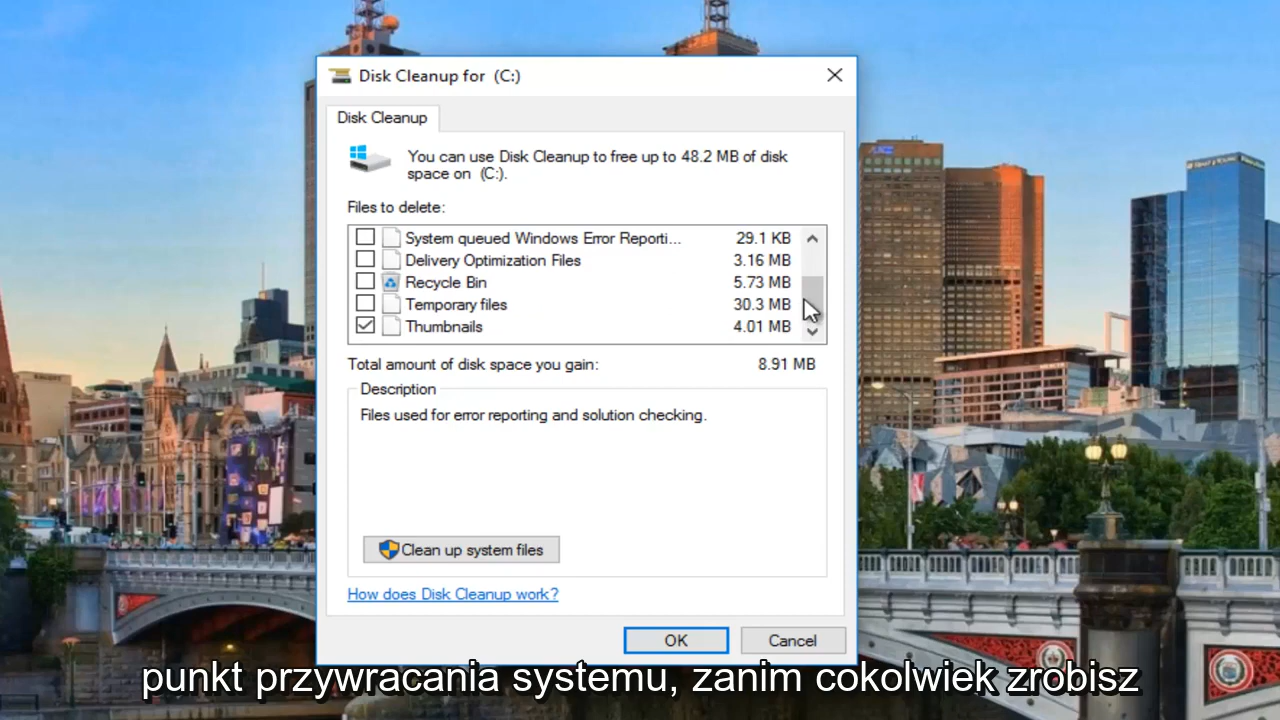 Disk Cleanup for (C:)
Disk Cleanup
You can use Disk Cleanup to free up to 48.2 MB of disk
space on (C:).
Files to delete:
System queued Windows Error Reporti... 29.1 KB
Delivery Optimization Files 3.16 MB
Recycle Bin 5.73 MB
Temporary files 30.3 MB
Thumbnails 4.01 MB
Total amount of disk space you gain: 8.91 MB
Description
Files used for error reporting and solution checking.
Clean up system files
How does Disk Cleanup work?
OK Cancel
punkt przywracania systemu, zanim cokolwiek zrobisz